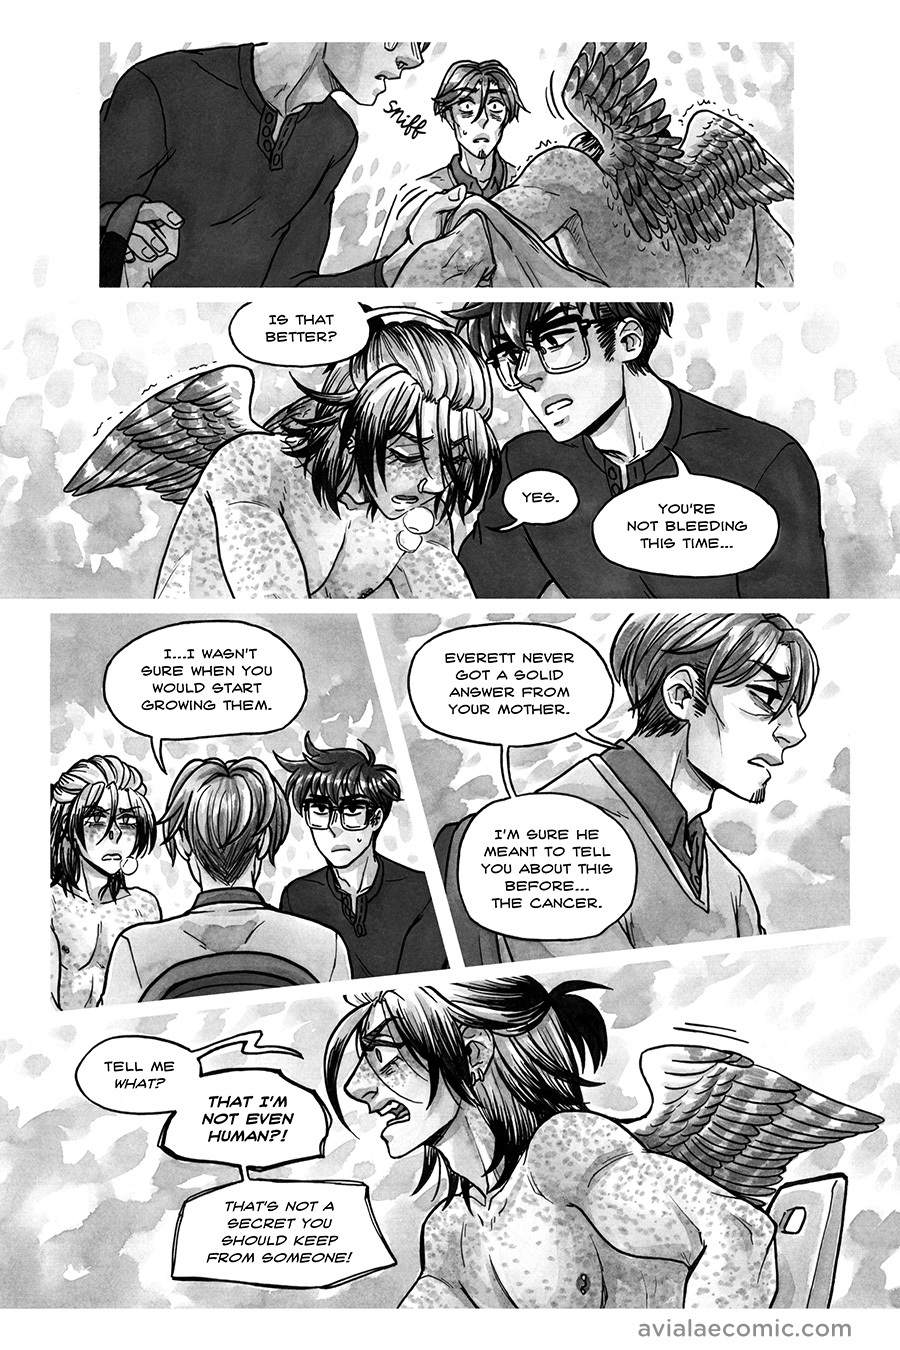 sniff
IS THAT
BETTER?
YES.
YOU'RE
NOT BLEEDING
THIS TIME...
I...I WASN'T
SURE WHEN YOU
WOULD START
GROWING THEM.
EVERETT NEVER
GOT A SOLID
ANSWER FROM
YOUR MOTHER.
I'M SURE HE
MEANT TO TELL
YOU ABOUT THIS
BEFORE...
THE CANCER.
TELL ME
WHAT?
THAT I'M
NOT EVEN
HUMAN?!
THAT'S NOT A
SECRET YOU
SHOULD KEEP
FROM SOMEONE!
avialaecomic.com